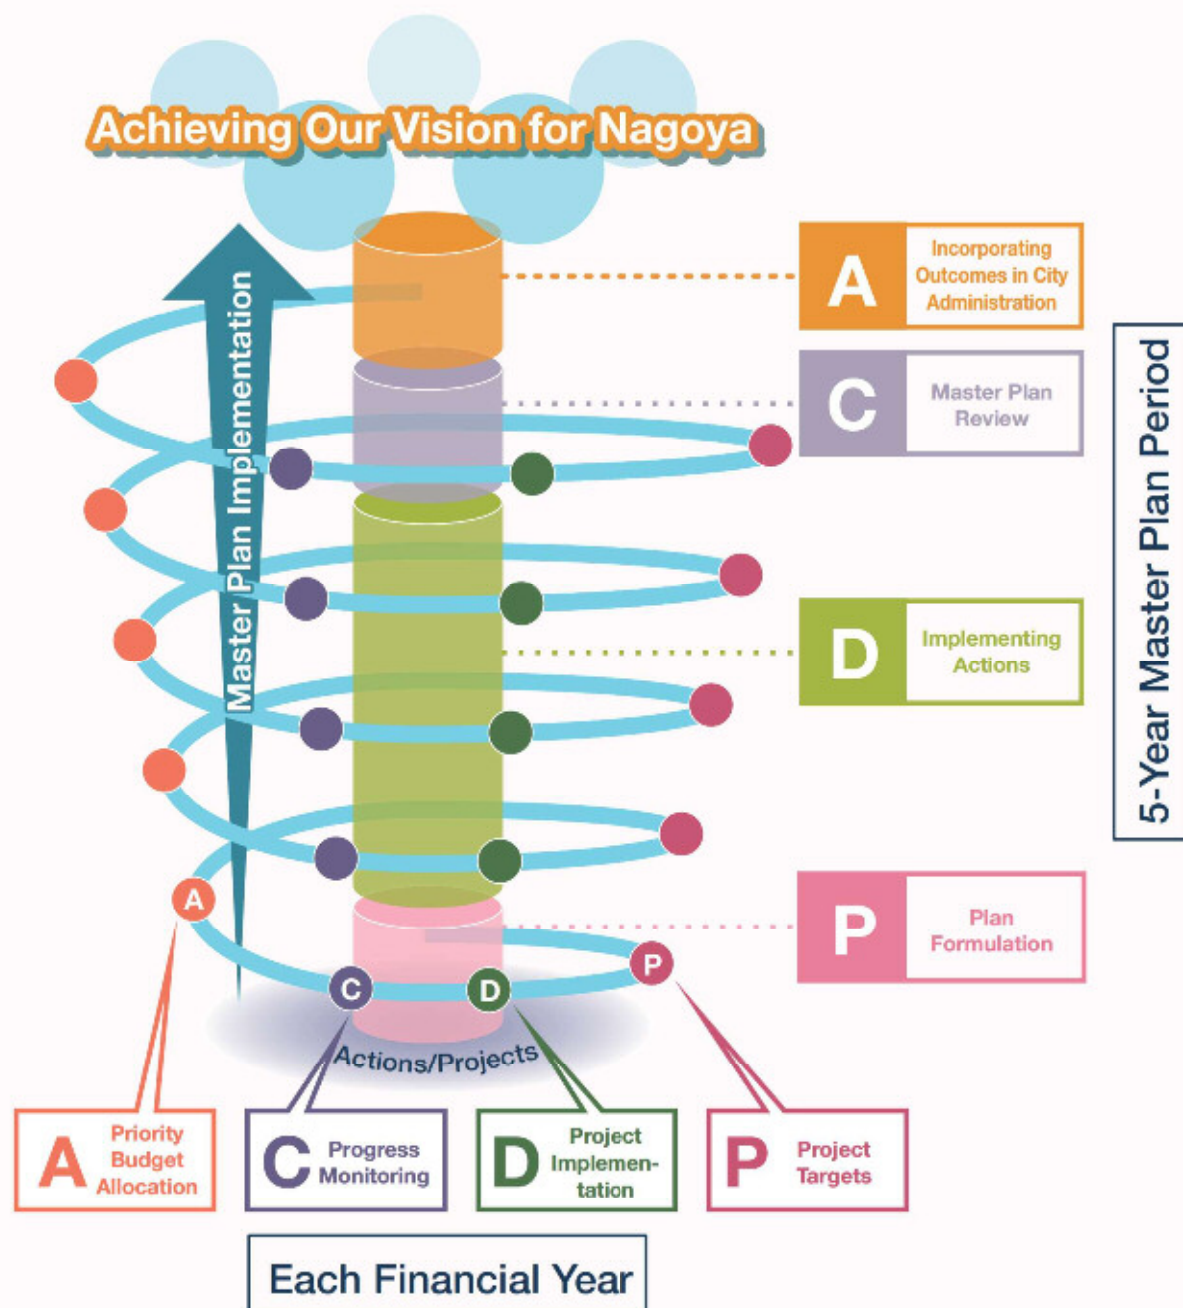 Achieving Our Vision for Nagoya
Master Plan Implementation
A
Incorporating
Outcomes in City
Administration
C
Master Plan
Review
D
Implementing
Actions
P
Plan
Formulation
5-Year Master Plan Period
A
C
D
P
Actions/Projects
A
Priority
Budget
Allocation
C
Progress
Monitoring
D
Project
Implemen-
tation
P
Project
Targets
Each Financial Year